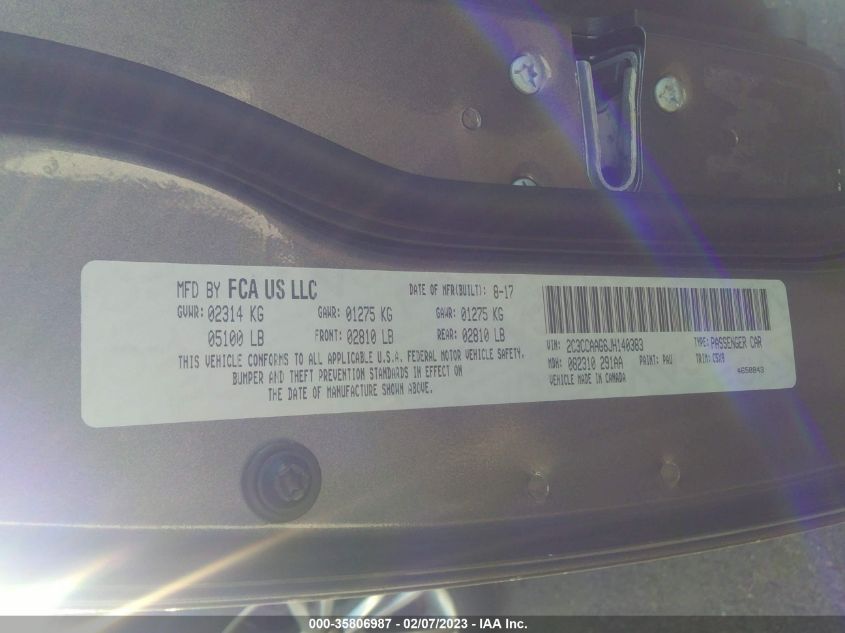 MFD BY FCA US LLC
DATE OF MFR(BUILT): 8-17
GVWR: 02314 KG GAWR: 01275 KG GAWR: 01275 KG
05100 LB FRONT: 02810 LB REAR: 02810 LB
THIS VEHICLE CONFORMS TO ALL APPLICABLE U.S.A. FEDERAL MOTOR VEHICLE SAFETY,
BUMPER AND THEFT PREVENTION STANDARDS IN EFFECT ON
THE DATE OF MANUFACTURE SHOWN ABOVE.
VIN: 2C3CCAAG8JH140383 TYPE: PASSENGER CAR
MDH: 082310 291AA PAINT: PAU TRIM: C5X9
VEHICLE MADE IN CANADA 4650843
000-35806987 - 02/07/2023 - IAA Inc.